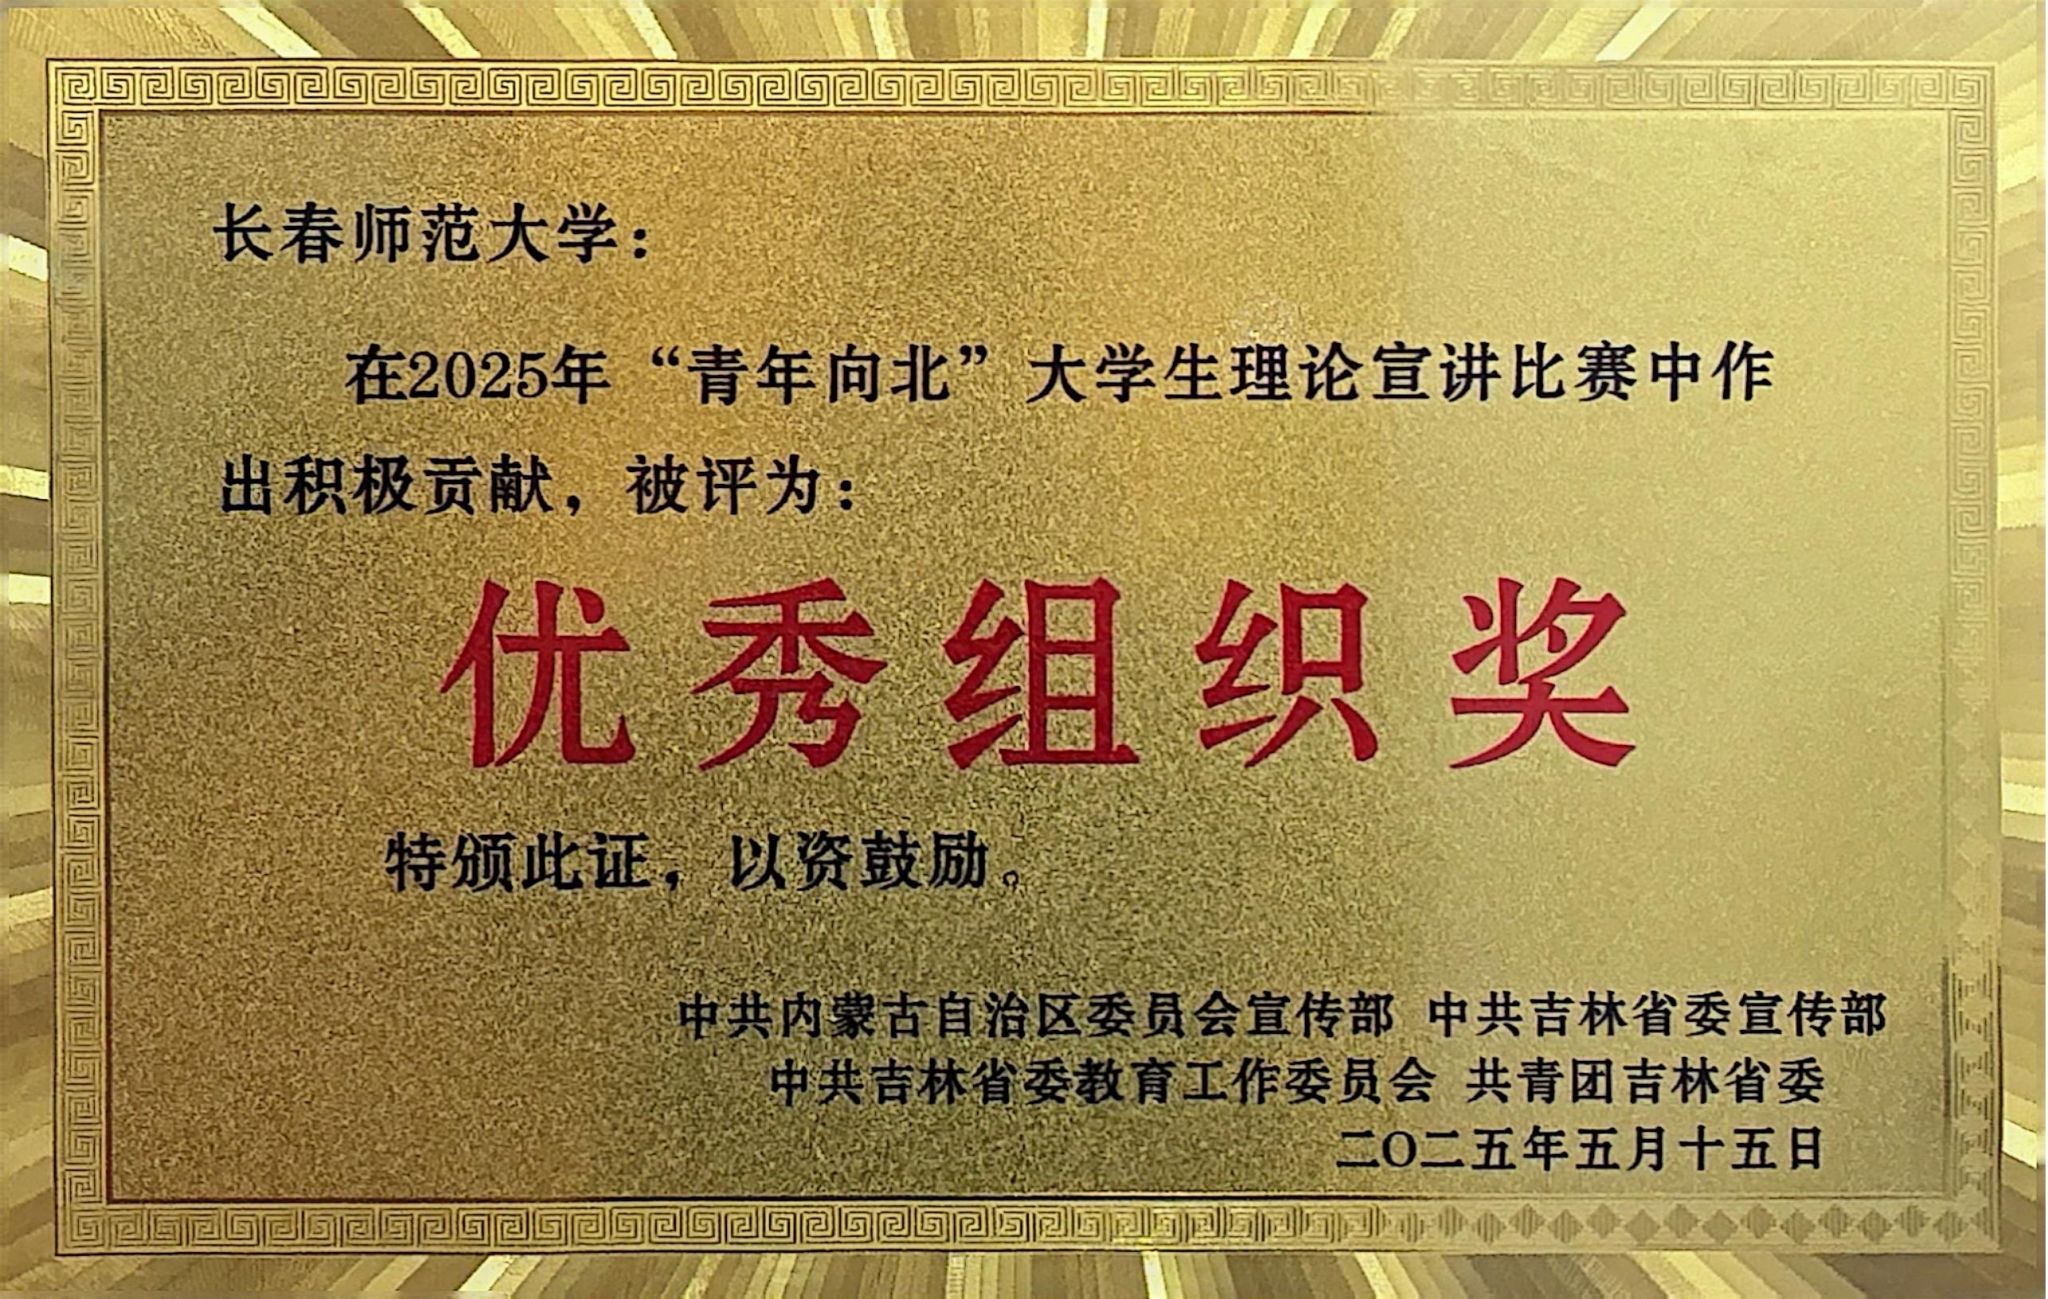 长春师范大学：
在2025年“青年向北”大学生理论宣讲比赛中作
出积极贡献，被评为：
优秀组织奖
特颁此证，以资鼓励。
中共内蒙古自治区委员会宣传部 中共吉林省委宣传部
中共吉林省委教育工作委员会 共青团吉林省委
二〇二五年五月十五日